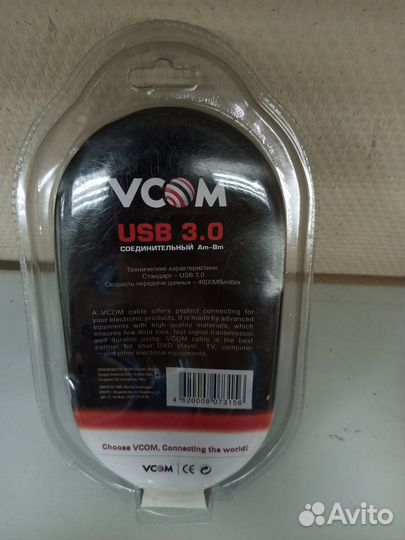 VCOM
USB 3.0
СОЕДИНИТЕЛЬНЫЙ Am-Bm
Технические характеристики:
Стандарт – USB 3.0
Скорость передачи данных – 4800Мбит/сек
A VCOM cable offers perfect connecting for
your electronic products. It is made by advanced
equiments with high quality materials, which
ensures few data loss, fast signal transmission
and durable using. VCOM cable is the best
partner for your DVD player, TV, computer
and other electrical equipments.
4 620008 073156
Choose VCOM, Connecting the world!
VCOM CE
Avito